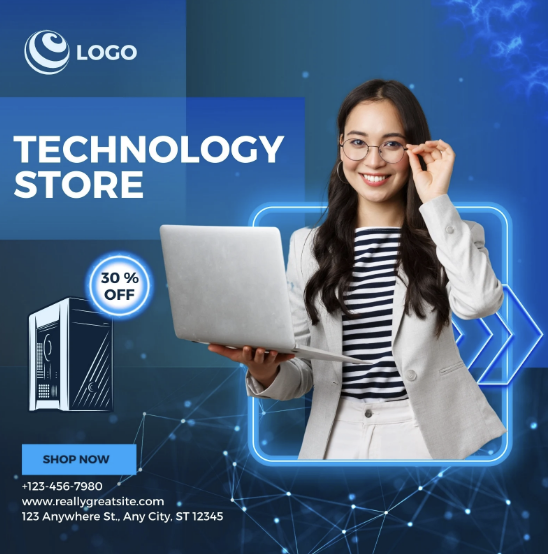 LOGO
TECHNOLOGY
STORE
30 %
OFF
SHOP NOW
+123-456-7980
www.reallygreatsite.com
123 Anywhere St., Any City, ST 12345